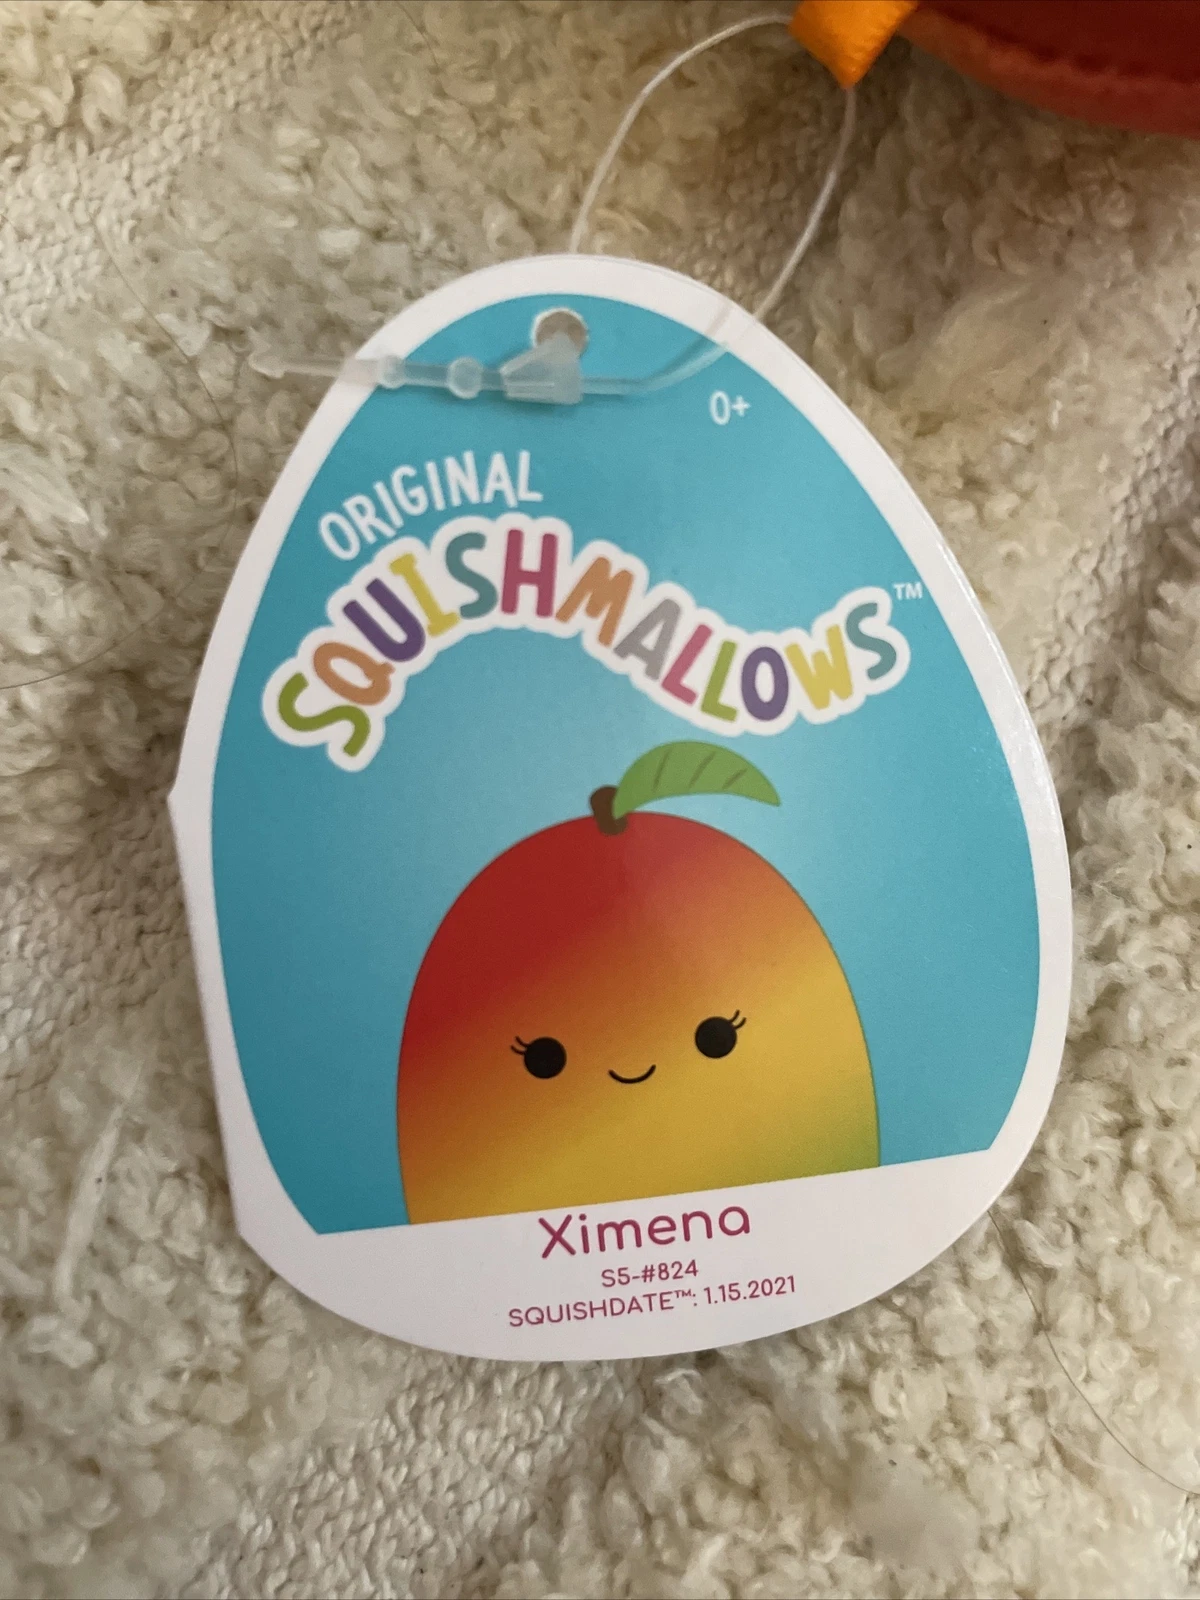 0+
ORIGINAL
SQUISHMALLOWS™
Ximena
S5-#824
SQUISHDATE™: 1.15.2021